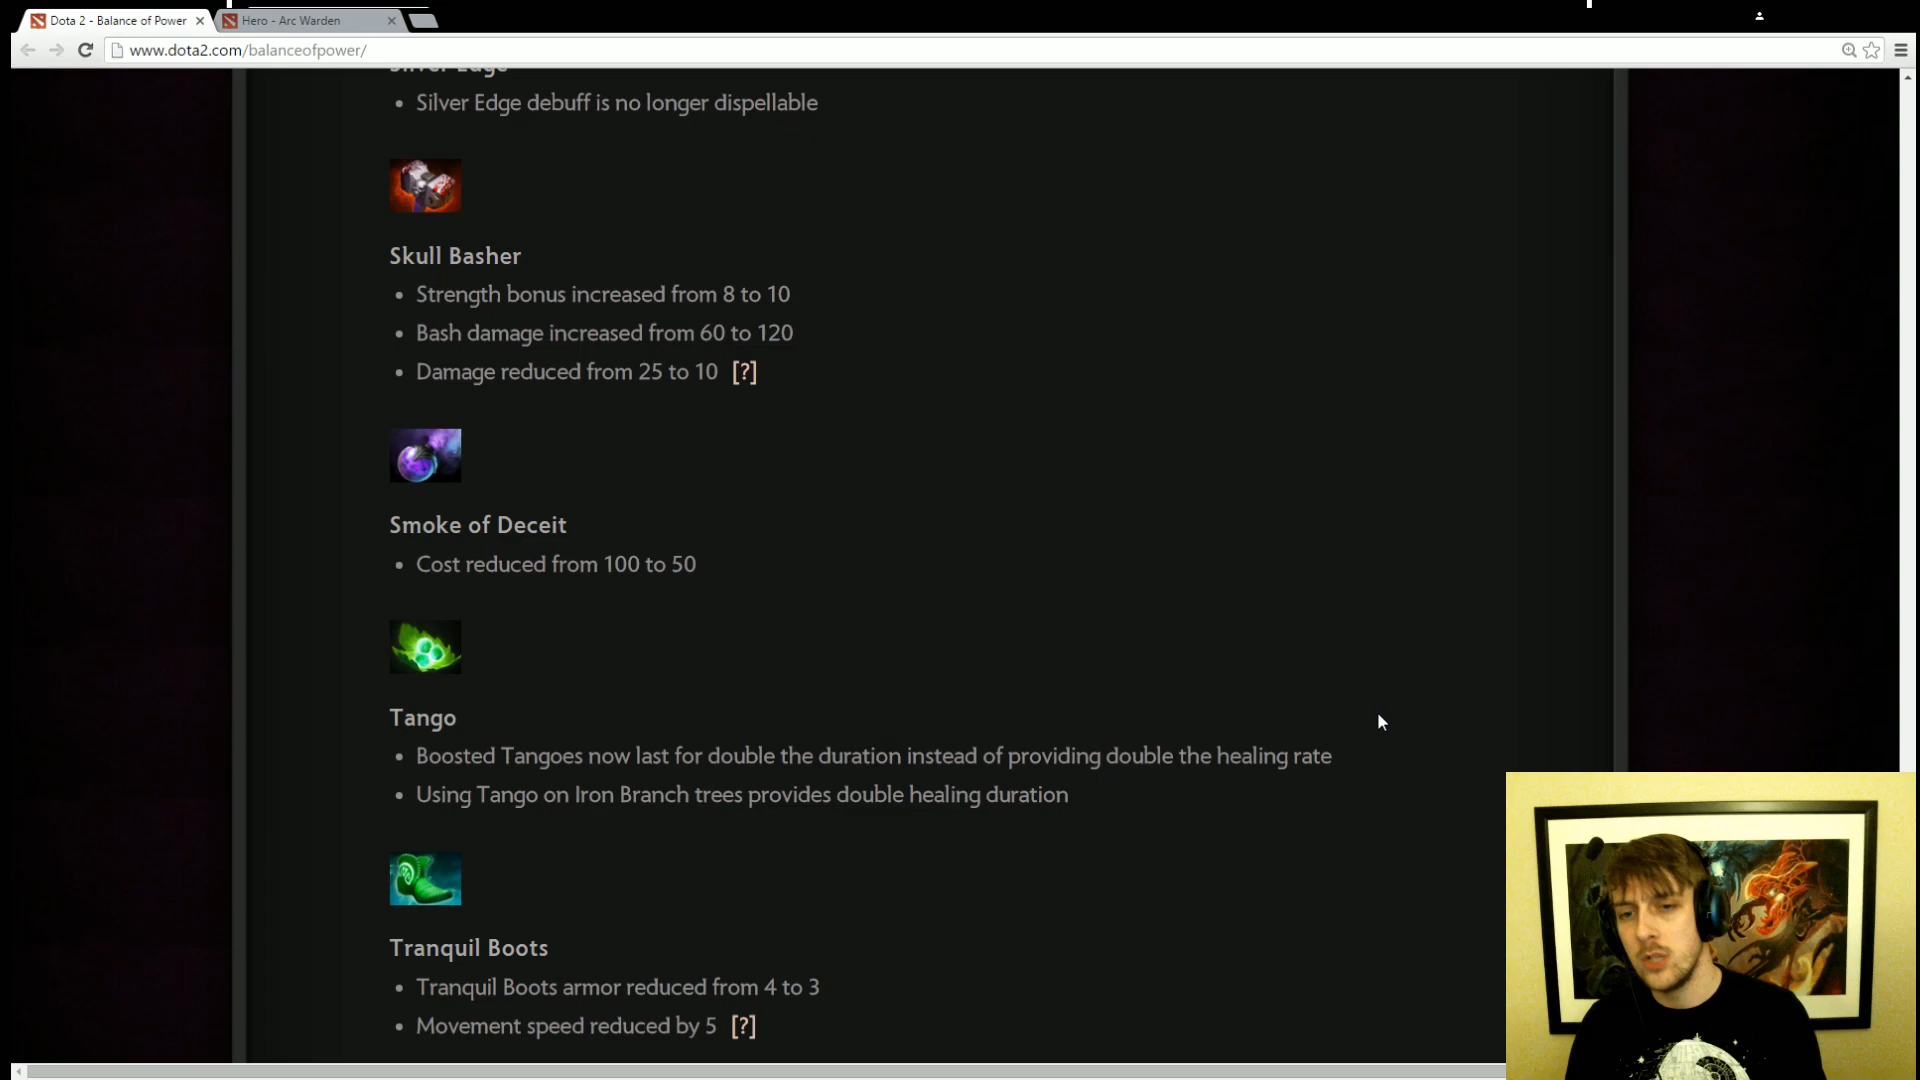 Dota 2 - Balance of Power
Hero - Arc Warden
www.dota2.com/balanceofpower/
Silver Edge
• Silver Edge debuff is no longer dispellable
Skull Basher
• Strength bonus increased from 8 to 10
• Bash damage increased from 60 to 120
• Damage reduced from 25 to 10 [?]
Smoke of Deceit
• Cost reduced from 100 to 50
Tango
• Boosted Tangoes now last for double the duration instead of providing double the healing rate
• Using Tango on Iron Branch trees provides double healing duration
Tranquil Boots
• Tranquil Boots armor reduced from 4 to 3
• Movement speed reduced by 5 [?]